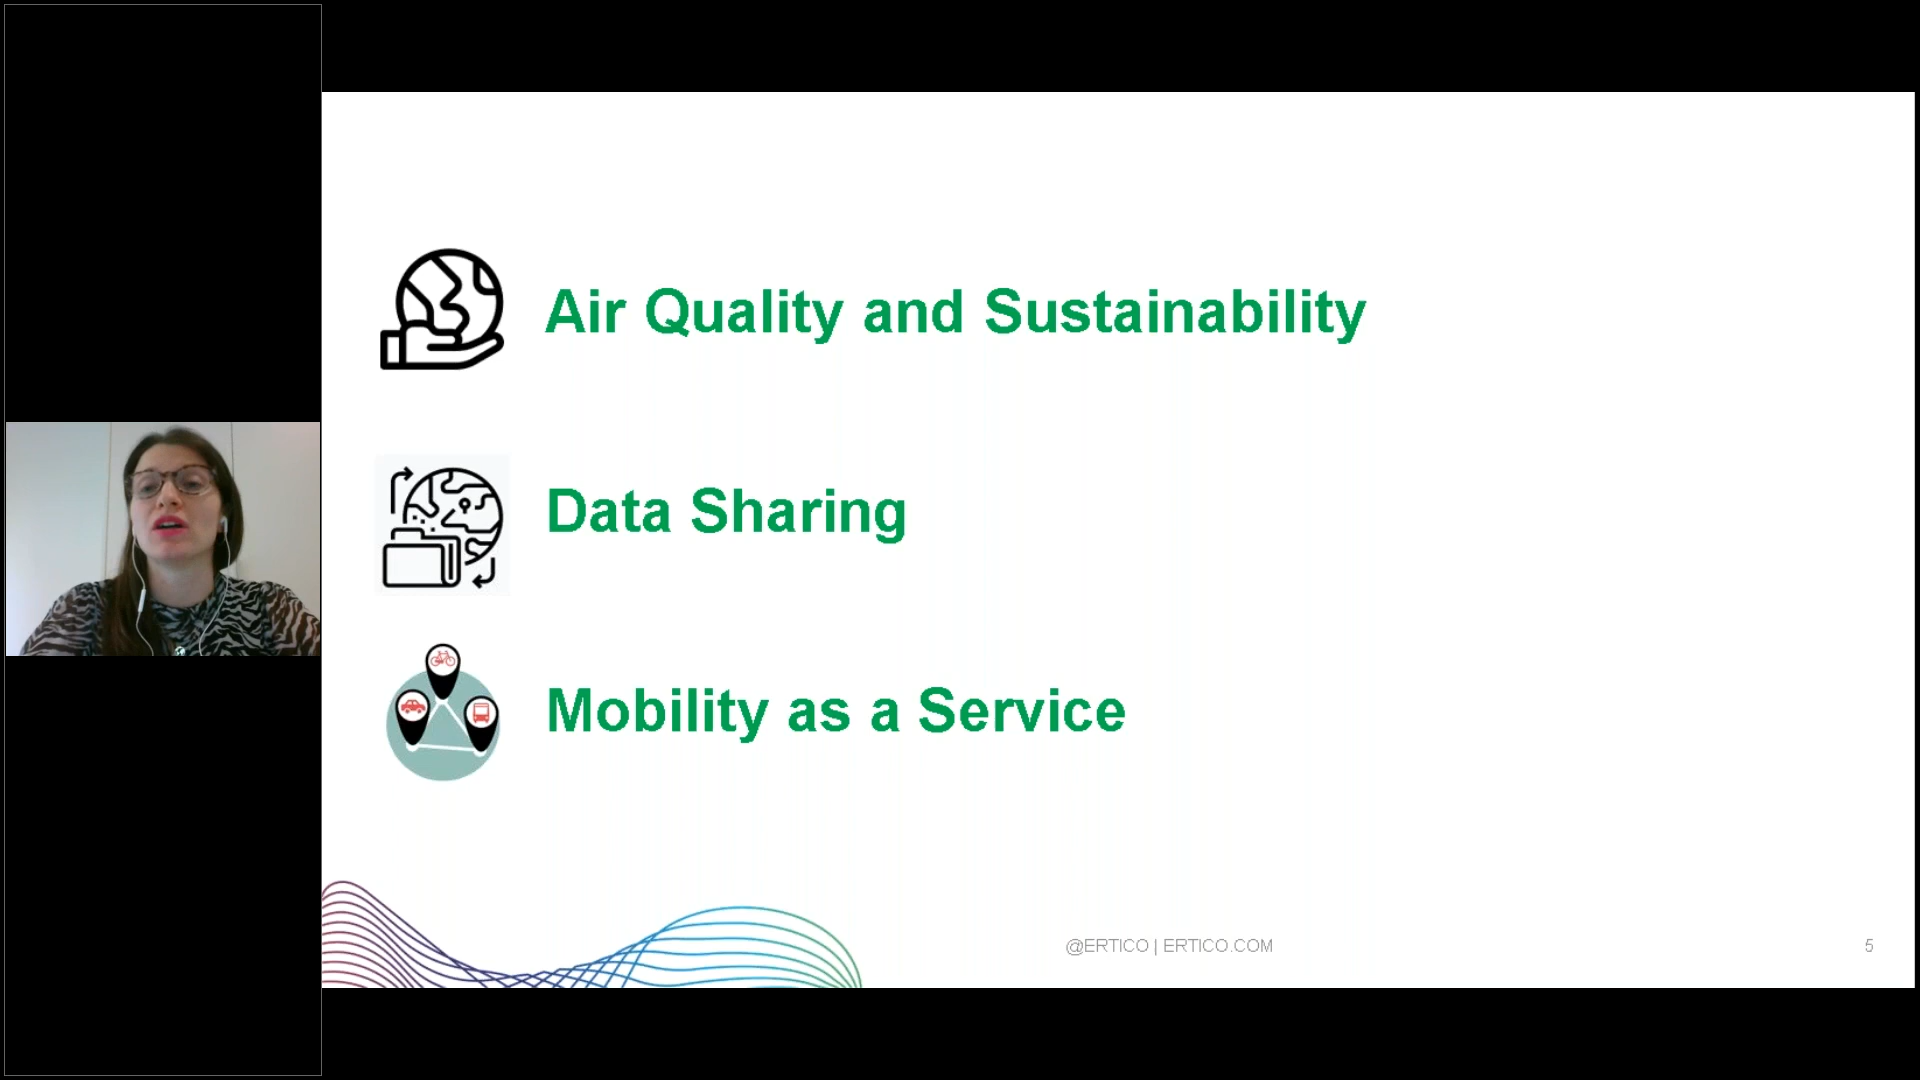 Air Quality and Sustainability
Data Sharing
Mobility as a Service
@ERTICO | ERTICO.COM
5